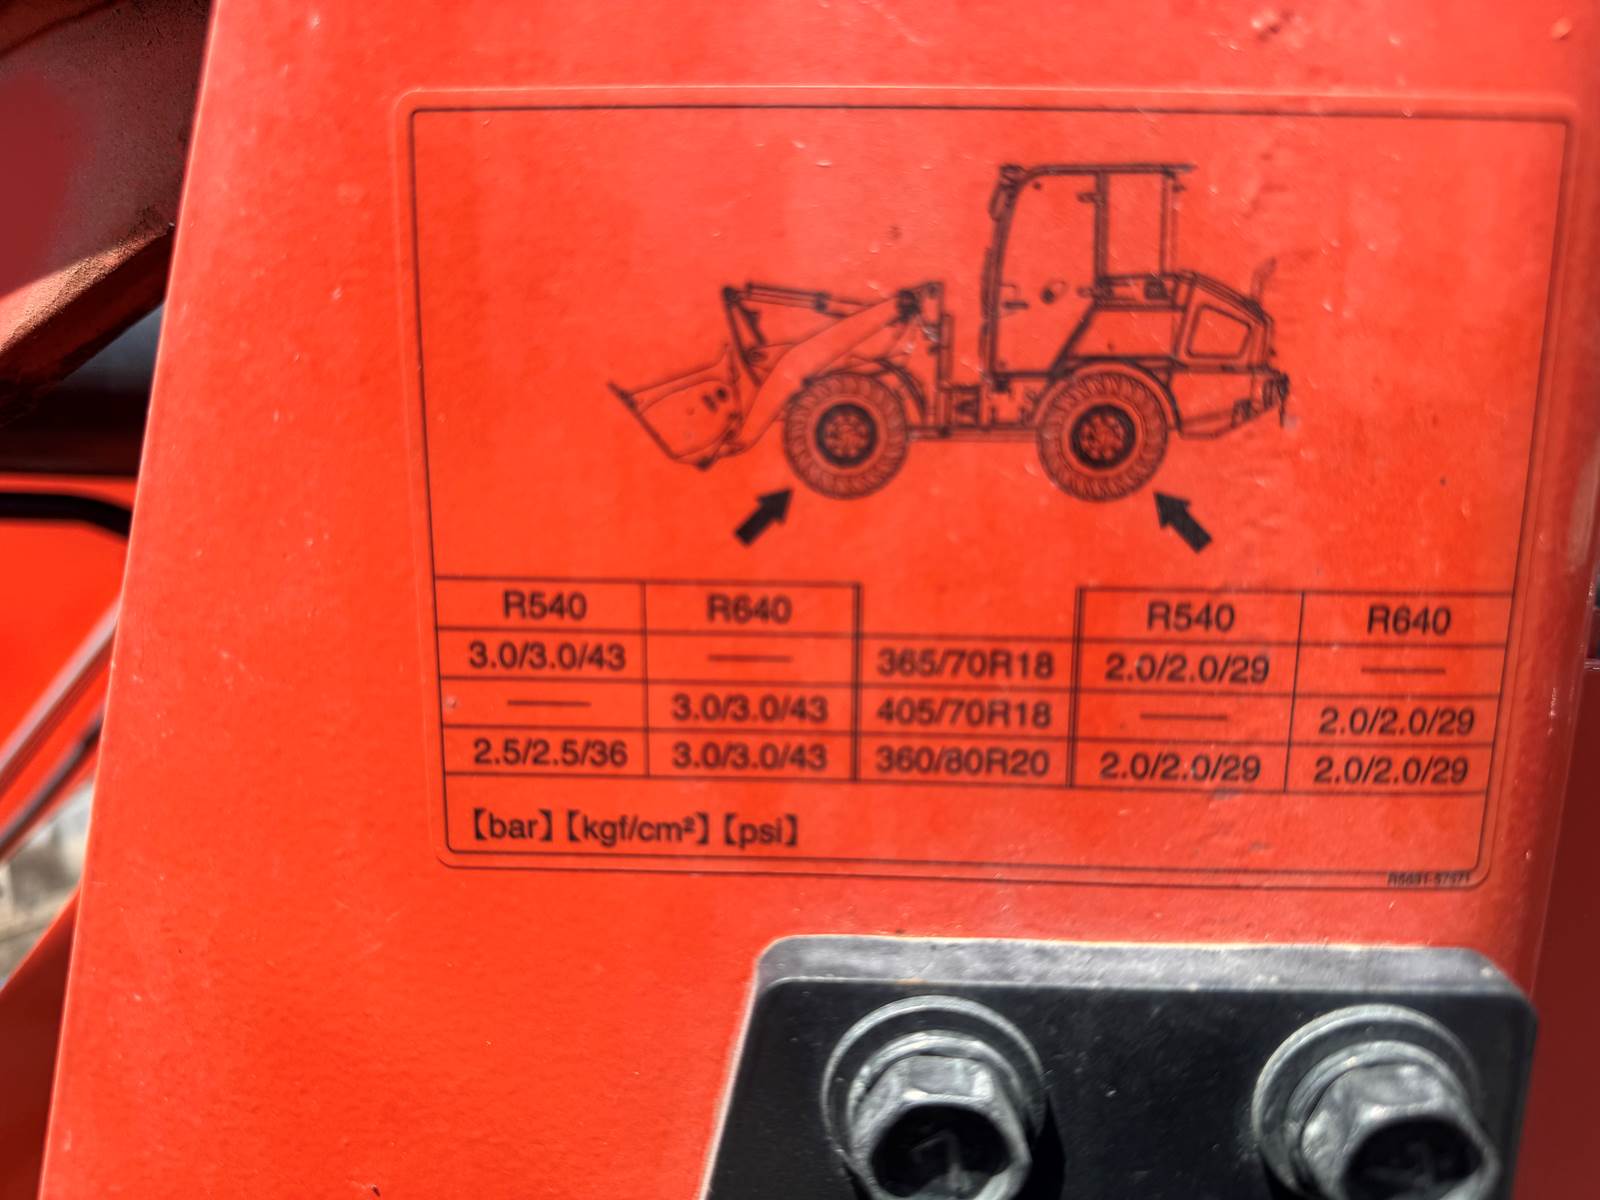 R540 R640 R540 R640
3.0/3.0/43 — 365/70R18 2.0/2.0/29 —
— 3.0/3.0/43 405/70R18 — 2.0/2.0/29
2.5/2.5/36 3.0/3.0/43 360/80R20 2.0/2.0/29 2.0/2.0/29
【bar】【kgf/cm²】【psi】